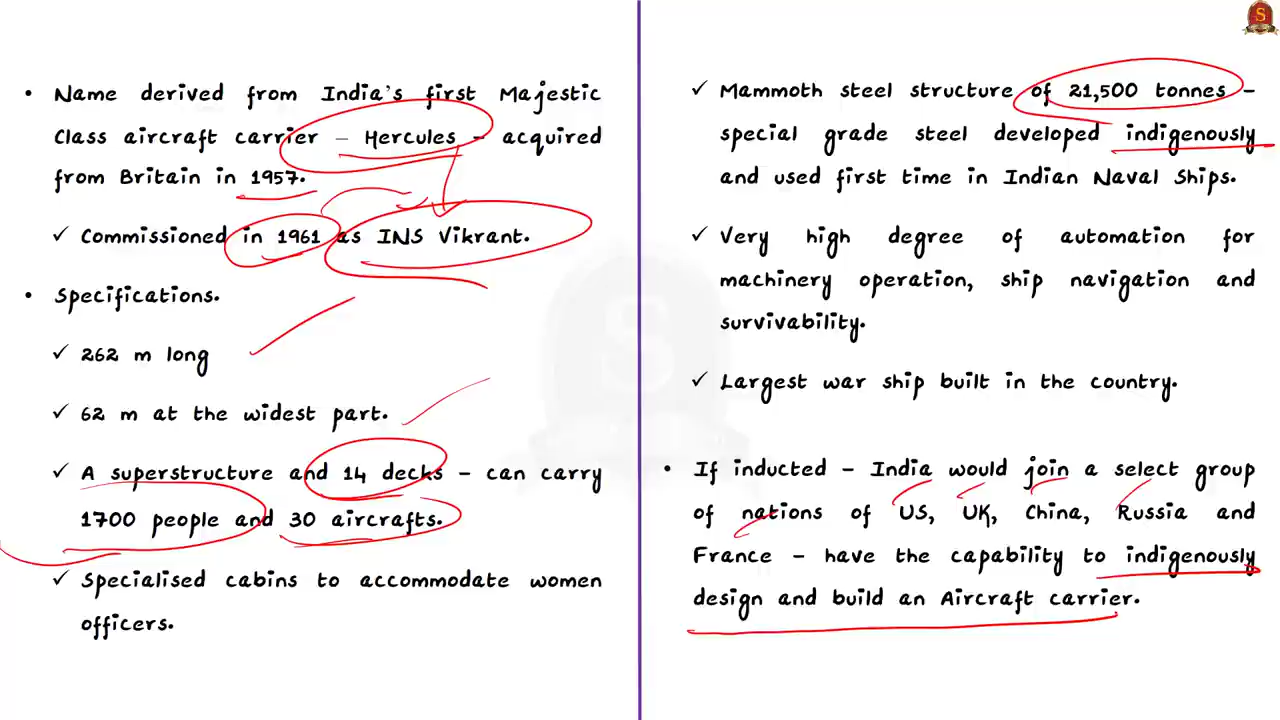 • Name derived from India's first Majestic
Class aircraft carrier – Hercules – acquired
from Britain in 1957.
✓ Commissioned in 1961 as INS Vikrant.
• Specifications.
✓ 262 m long
✓ 62 m at the widest part.
✓ A superstructure and 14 decks – can carry
1700 people and 30 aircrafts.
✓ Specialised cabins to accommodate women
officers.
✓ Mammoth steel structure of 21,500 tonnes –
special grade steel developed indigenously
and used first time in Indian Naval Ships.
✓ Very high degree of automation for
machinery operation, ship navigation and
survivability.
✓ Largest war ship built in the country.
• If inducted – India would join a select group
of nations of US, UK, China, Russia and
France – have the capability to indigenously
design and build an Aircraft carrier.